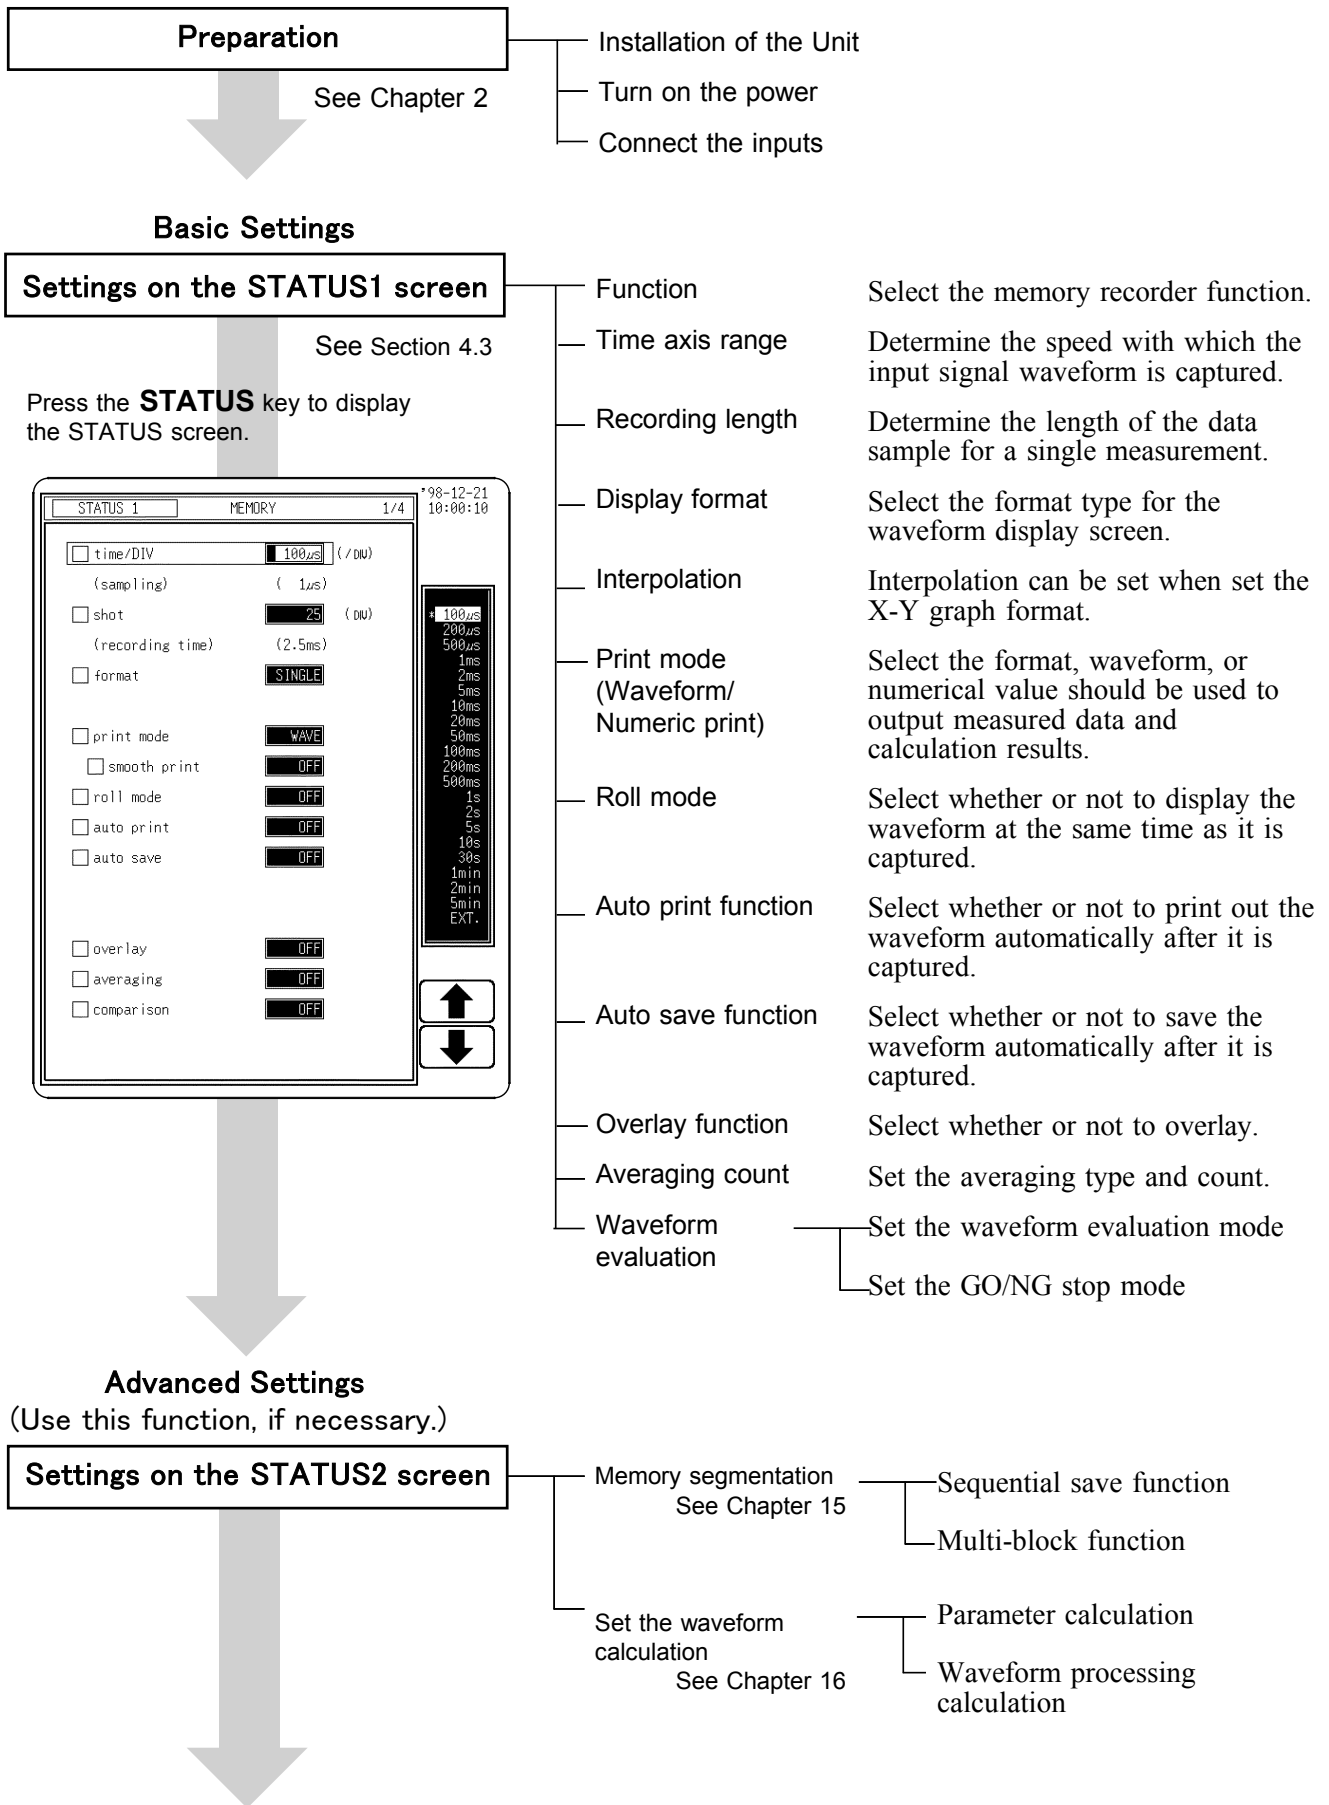 Preparation
Installation of the Unit
See Chapter 2
Turn on the power
Connect the inputs
Basic Settings
Settings on the STATUS1 screen
See Section 4.3
Press the STATUS key to display
the STATUS screen.
STATUS 1 MEMORY 1/4
'98-12-21
10:00:10
time/DIV 100µs (/DIV)
(sampling) ( 1µs)
shot 25 (DIV)
(recording time) (2.5ms)
format SINGLE
print mode WAVE
smooth print OFF
roll mode OFF
auto print OFF
auto save OFF
overlay OFF
averaging OFF
comparison OFF
* 100µs
200µs
500µs
1ms
2ms
5ms
10ms
20ms
50ms
100ms
200ms
500ms
1s
2s
5s
10s
30s
1min
2min
5min
EXT.
Function Select the memory recorder function.
Time axis range Determine the speed with which the
input signal waveform is captured.
Recording length Determine the length of the data
sample for a single measurement.
Display format Select the format type for the
waveform display screen.
Interpolation Interpolation can be set when set the
X-Y graph format.
Print mode Select the format, waveform, or
(Waveform/ numerical value should be used to
Numeric print) output measured data and
calculation results.
Roll mode Select whether or not to display the
waveform at the same time as it is
captured.
Auto print function Select whether or not to print out the
waveform automatically after it is
captured.
Auto save function Select whether or not to save the
waveform automatically after it is
captured.
Overlay function Select whether or not to overlay.
Averaging count Set the averaging type and count.
Waveform Set the waveform evaluation mode
evaluation
Set the GO/NG stop mode
Advanced Settings
(Use this function, if necessary.)
Settings on the STATUS2 screen
Memory segmentation Sequential save function
See Chapter 15
Multi-block function
Set the waveform Parameter calculation
calculation
See Chapter 16 Waveform processing
calculation